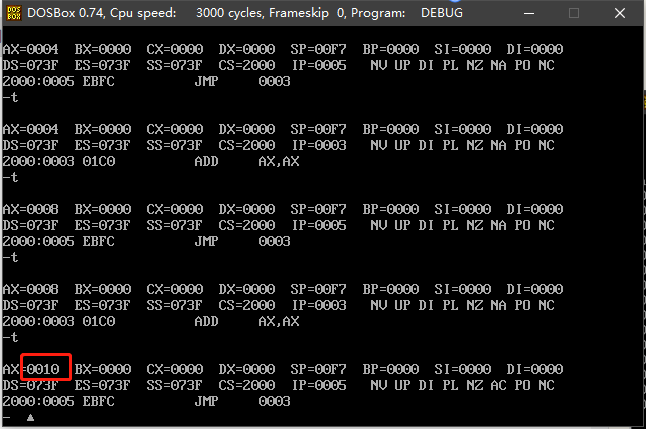 DOS
BOX
DOSBox 0.74, Cpu speed: 3000 cycles, Frameskip 0, Program: DEBUG
AX=0004 BX=0000 CX=0000 DX=0000 SP=00F7 BP=0000 SI=0000 DI=0000
DS=073F ES=073F SS=073F CS=2000 IP=0005 NV UP DI PL NZ NA PO NC
2000:0005 EBFC JMP 0003
-t
AX=0004 BX=0000 CX=0000 DX=0000 SP=00F7 BP=0000 SI=0000 DI=0000
DS=073F ES=073F SS=073F CS=2000 IP=0003 NV UP DI PL NZ NA PO NC
2000:0003 01C0 ADD AX,AX
-t
AX=0008 BX=0000 CX=0000 DX=0000 SP=00F7 BP=0000 SI=0000 DI=0000
DS=073F ES=073F SS=073F CS=2000 IP=0005 NV UP DI PL NZ NA PO NC
2000:0005 EBFC JMP 0003
-t
AX=0008 BX=0000 CX=0000 DX=0000 SP=00F7 BP=0000 SI=0000 DI=0000
DS=073F ES=073F SS=073F CS=2000 IP=0003 NV UP DI PL NZ NA PO NC
2000:0003 01C0 ADD AX,AX
-t
AX=0010 BX=0000 CX=0000 DX=0000 SP=00F7 BP=0000 SI=0000 DI=0000
DS=073F ES=073F SS=073F CS=2000 IP=0005 NV UP DI PL NZ AC PO NC
2000:0005 EBFC JMP 0003
-